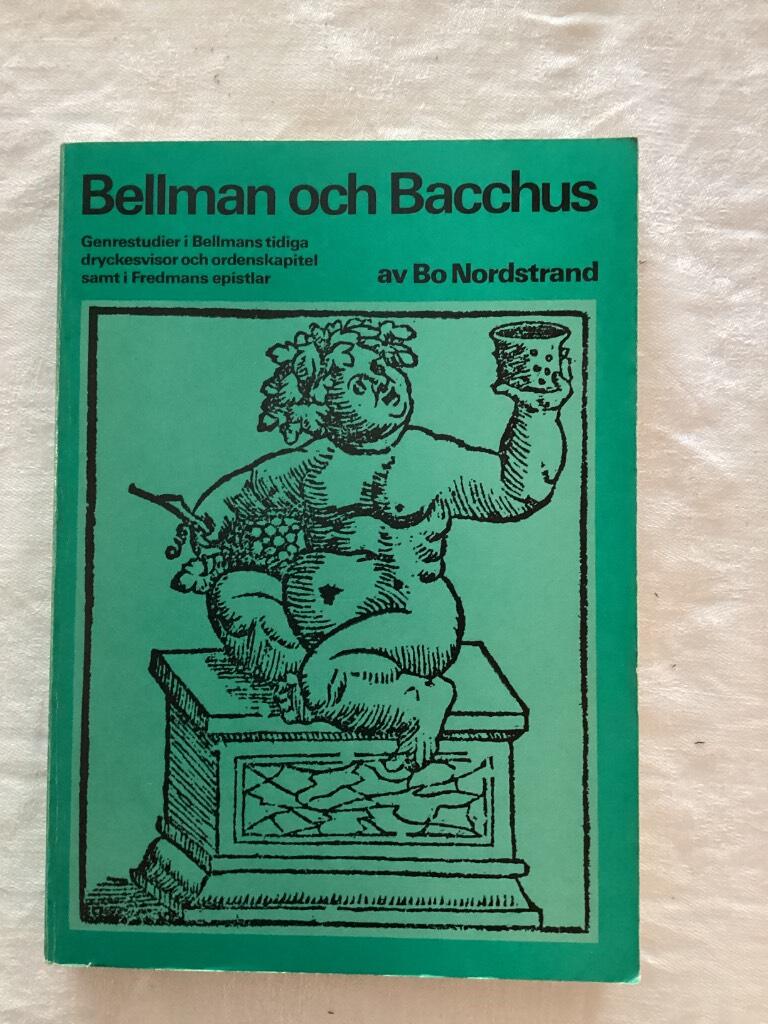 Bellman och Bacchus
Genrestudier i Bellmans tidiga
dryckesvisor och ordenskapitel
samt i Fredmans epistlar
av Bo Nordstrand